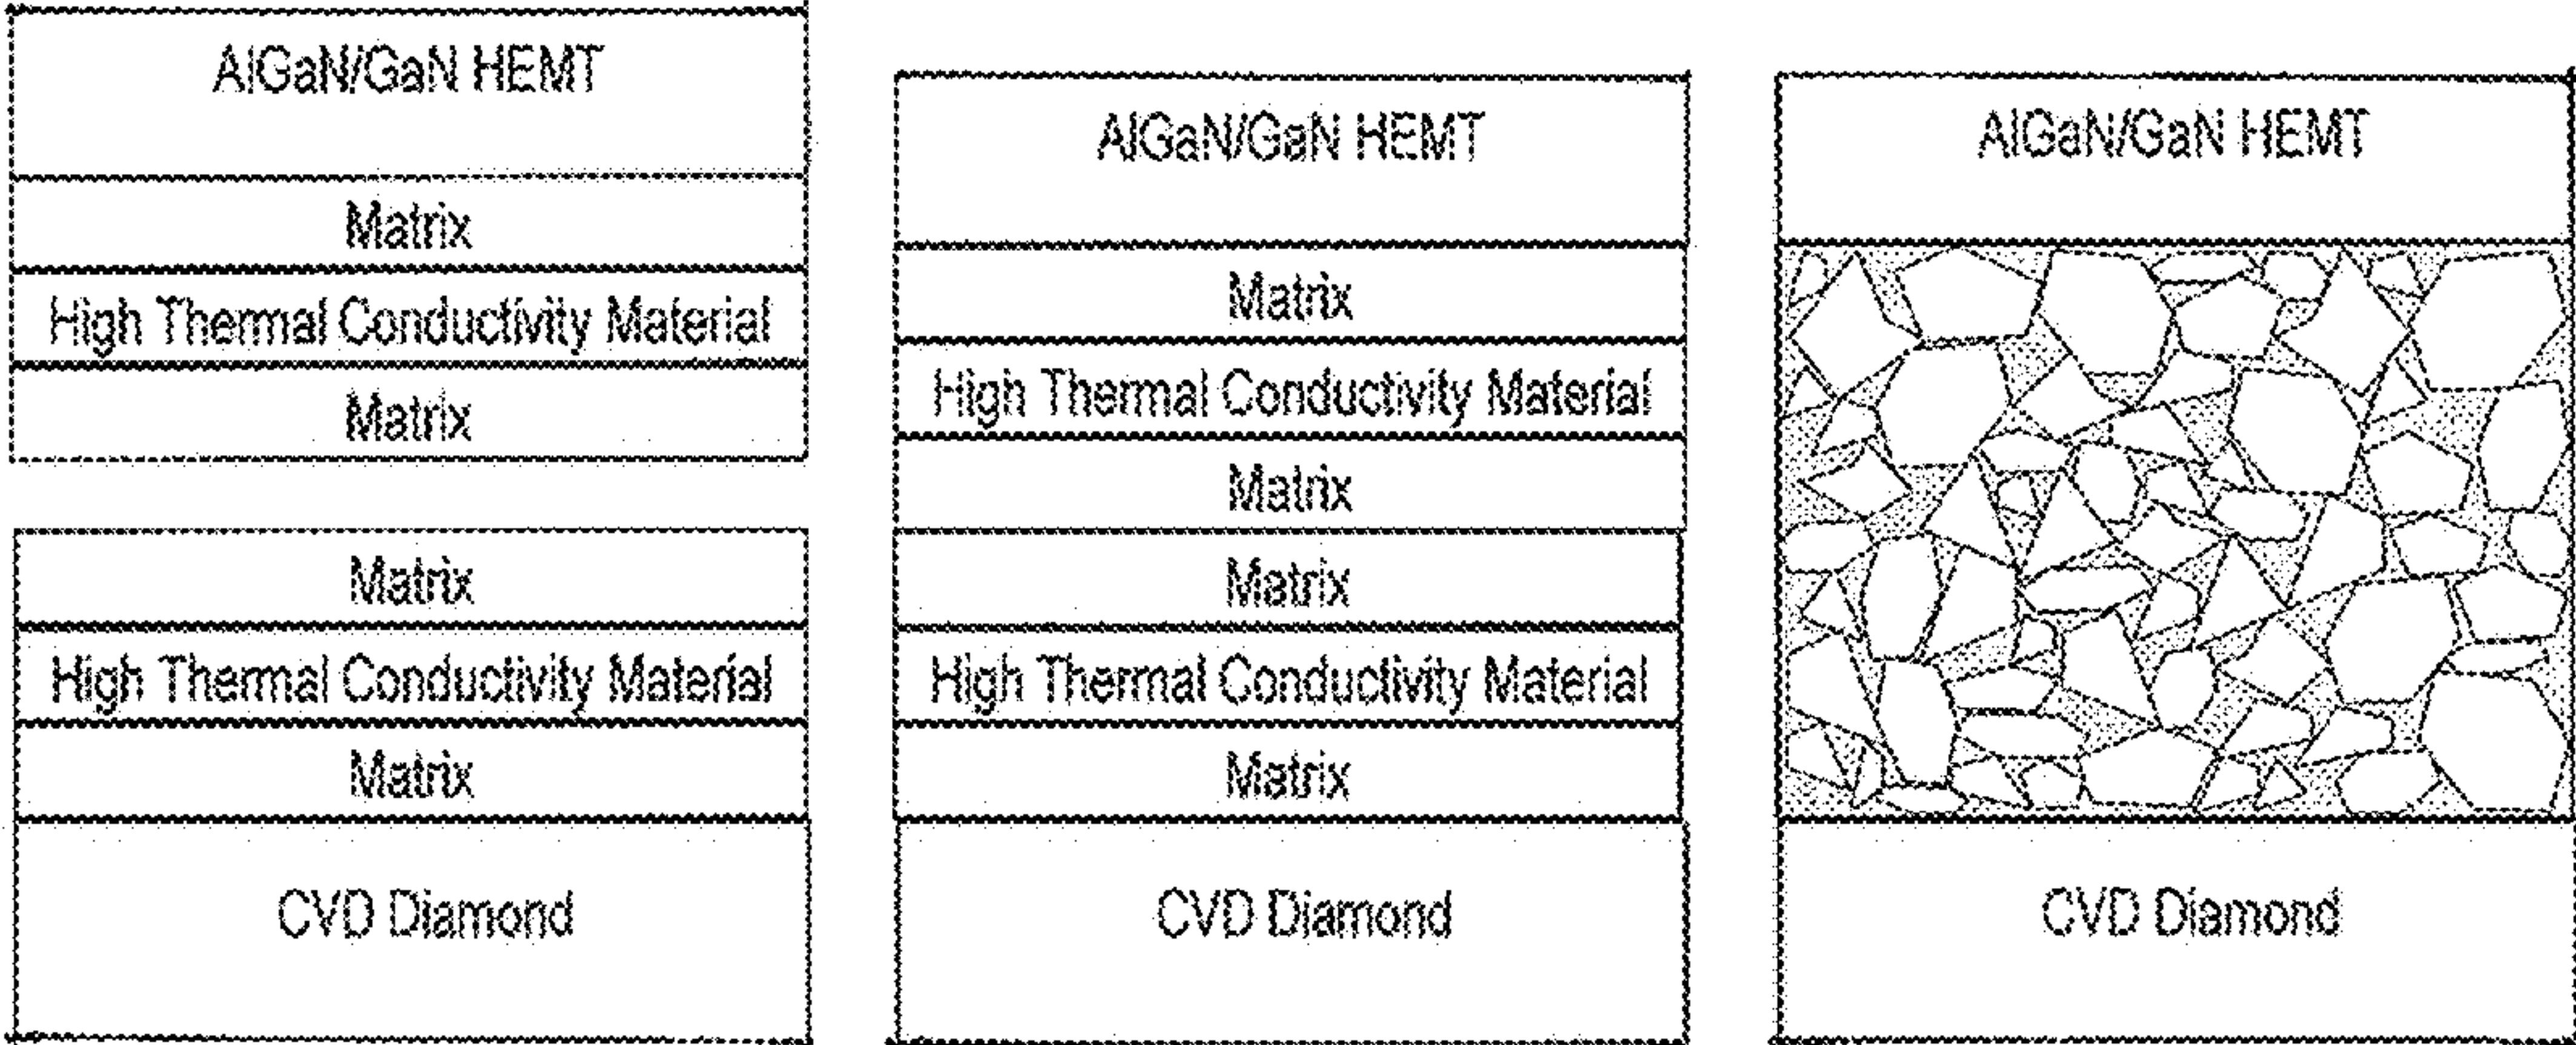 AlGaN/GaN HEMT
Matrix
High Thermal Conductivity Material
Matrix
Matrix
High Thermal Conductivity Material
Matrix
CVD Diamond
AlGaN/GaN HEMT
Matrix
High Thermal Conductivity Material
Matrix
Matrix
High Thermal Conductivity Material
Matrix
CVD Diamond
AlGaN/GaN HEMT
CVD Diamond